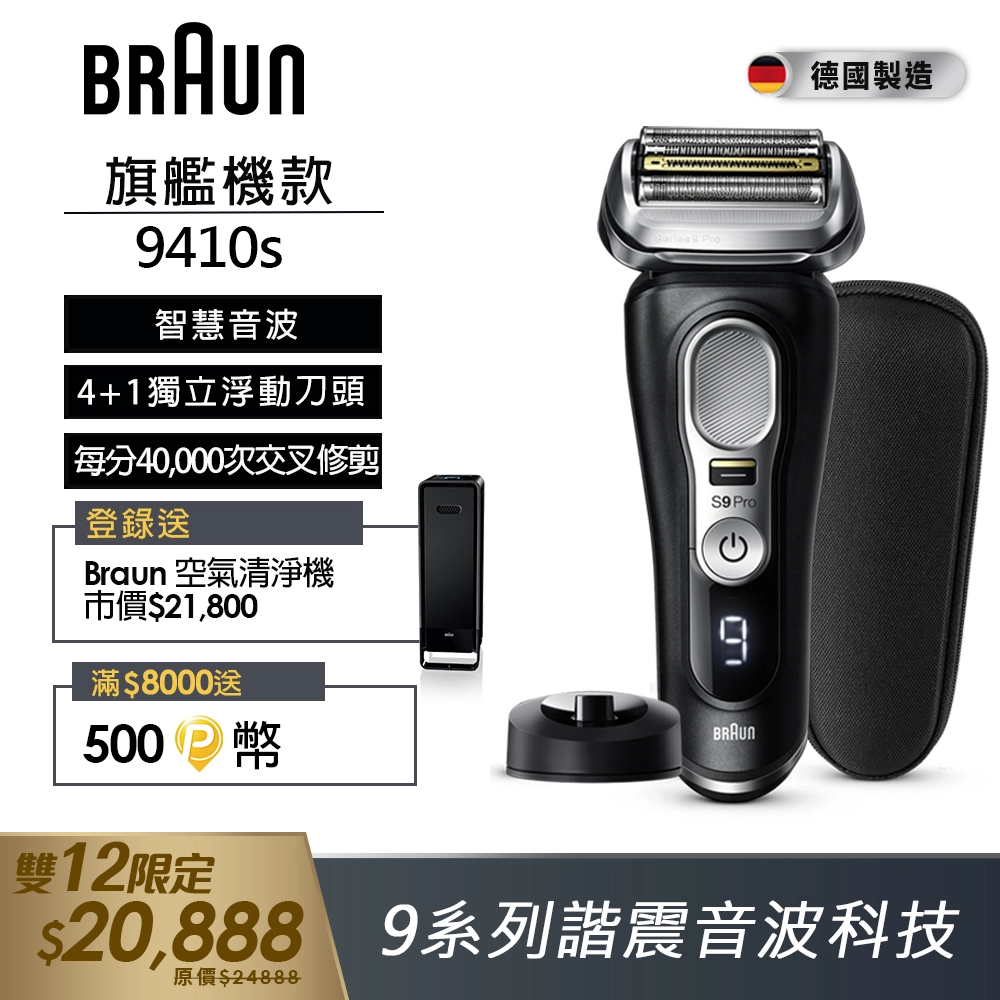 BRAUN
德國製造
旗艦機款
9410s
智慧音波
4+1獨立浮動刀頭
每分40,000次交叉修剪
登錄送
Braun 空氣清淨機
市價$21,800
滿$8000送
500 P 幣
Series 9 Pro
S9 Pro
9
BRAUN
雙12限定
$20,888
原價$24888
9系列諧震音波科技